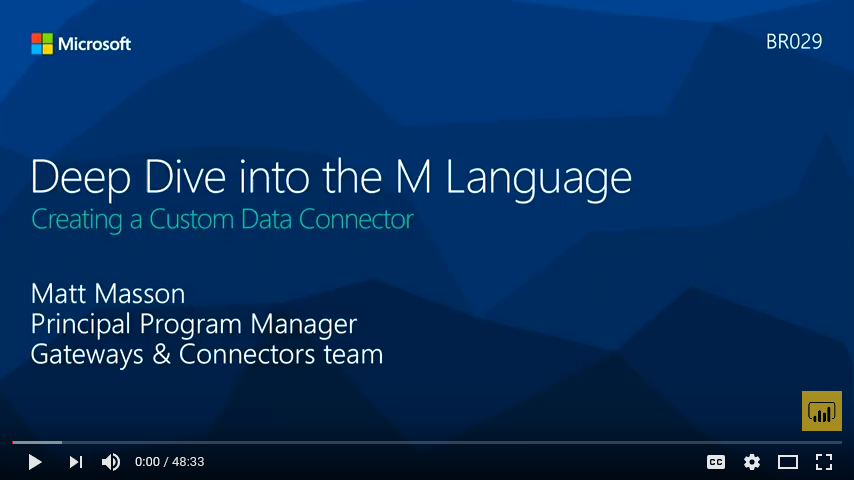 Microsoft
BR029
Deep Dive into the M Language
Creating a Custom Data Connector
Matt Masson
Principal Program Manager
Gateways & Connectors team
0:00 / 48:33
CC